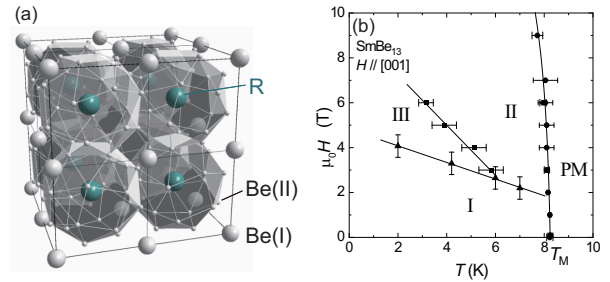 (a)
R
Be(II)
Be(I)
(b)
SmBe13
H // [001]
III
II
PM
I
μ0H (T)
10
8
6
4
2
0
0 2 4 6 8 10
TM
T (K)